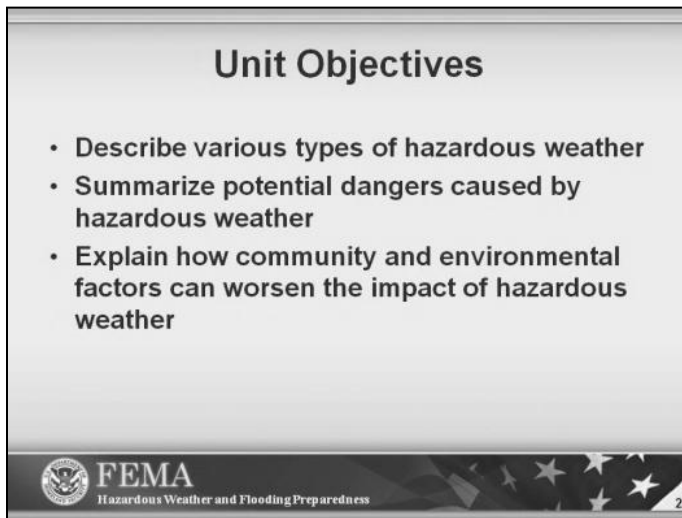 Unit Objectives
• Describe various types of hazardous weather
• Summarize potential dangers caused by
hazardous weather
• Explain how community and environmental
factors can worsen the impact of hazardous
weather
FEMA
Hazardous Weather and Flooding Preparedness
2